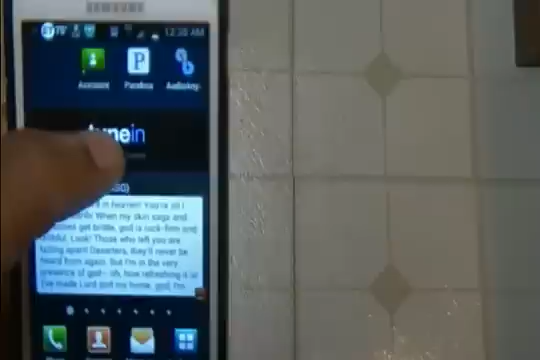 SAMSUNG
12:38 AM
Assistant
Pandora
tunein
in heaven! You're all I
When my skin sags and
get brittle, god is rock-firm and
faithful. Look! Those who left you are
falling apart! Deserters, they'll never be
heard from again. But I'm in the very
presence of god-- oh, how refreshing it is!
I've made Lord god my home. god, I'm